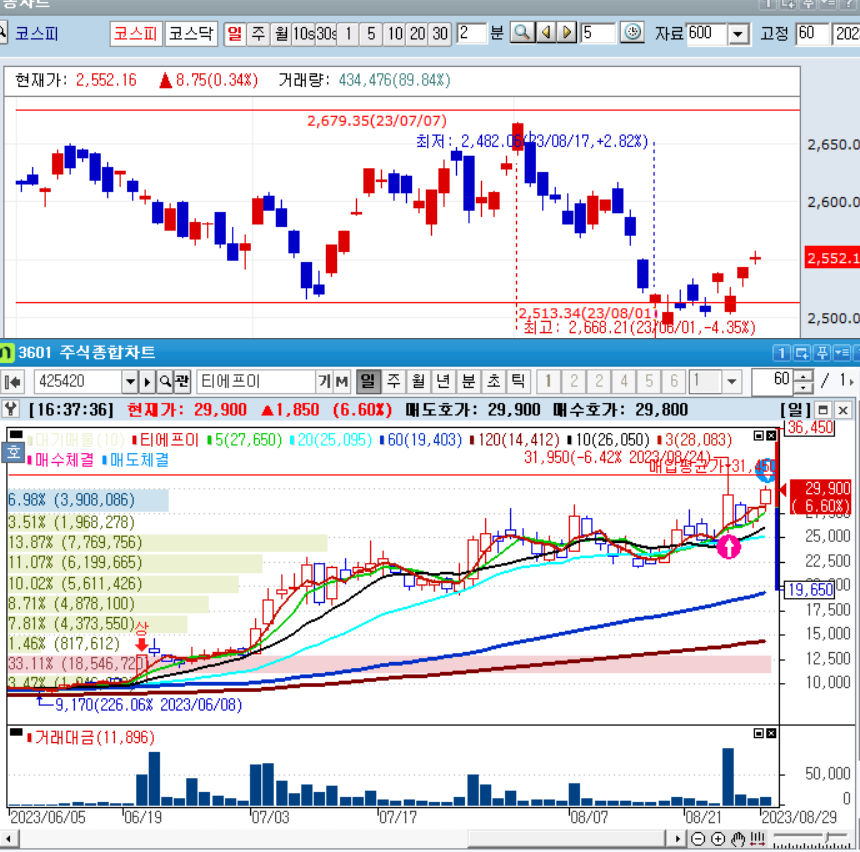 코스피 코스피 코스닥 일 주 월 10s 30s 1 5 10 20 30 2 분 5 자료 600 고정 60
현재가: 2,552.16 ▲8.75(0.34%) 거래량: 434,476(89.84%)
2,679.35(23/07/07)
최저: 2,482.06(23/08/17,+2.82%)
2,650.0
2,600.0
2,552.1
2,513.34(23/08/01)
2,500.0
최고: 2,668.21(23/06/01,-4.35%)
3601 주식종합차트
425420 관 티에프이 기 M 일 주 월 년 분 초 틱 1 2 2 4 5 6 1 60 / 1
[16:37:36] 현재가: 29,900 ▲1,850 (6.60%) 매도호가: 29,900 매수호가: 29,800 [일]
대기매물(10) 티에프이 5(27,650) 20(25,095) 60(19,403) 120(14,412) 10(26,050) 3(28,083)
36,450
호 매수체결 매도체결
31,950(-6.42% 2023/08/24)
매입평균가 31,450
6.98% (3,908,086)
29,900
( 6.60%)
3.51% (1,968,278)
27,500
13.87% (7,769,756)
25,000
11.07% (6,199,665)
22,500
10.02% (5,611,426)
19,650
8.71% (4,878,100)
17,500
7.81% (4,373,550)
상
15,000
1.46% (817,612)
33.11% (18,546,720)
12,500
3.47%
10,000
9,170(226.06% 2023/06/08)
거래대금(11,896)
50,000
0
2023/06/05 06/19 07/03 07/17 08/07 08/21 2023/08/29